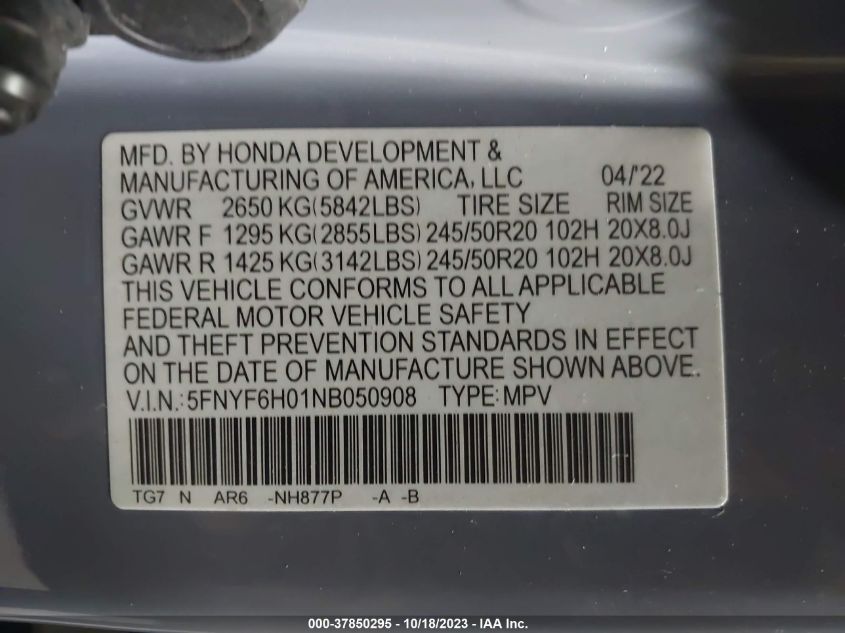 MFD. BY HONDA DEVELOPMENT &
MANUFACTURING OF AMERICA, LLC 04/'22
GVWR 2650 KG(5842LBS) TIRE SIZE RIM SIZE
GAWR F 1295 KG(2855LBS) 245/50R20 102H 20X8.0J
GAWR R 1425 KG(3142LBS) 245/50R20 102H 20X8.0J
THIS VEHICLE CONFORMS TO ALL APPLICABLE
FEDERAL MOTOR VEHICLE SAFETY
AND THEFT PREVENTION STANDARDS IN EFFECT
ON THE DATE OF MANUFACTURE SHOWN ABOVE.
V.I.N.:5FNYF6H01NB050908 TYPE:MPV
TG7 N AR6 -NH877P -A -B
000-37850295 - 10/18/2023 - IAA Inc.